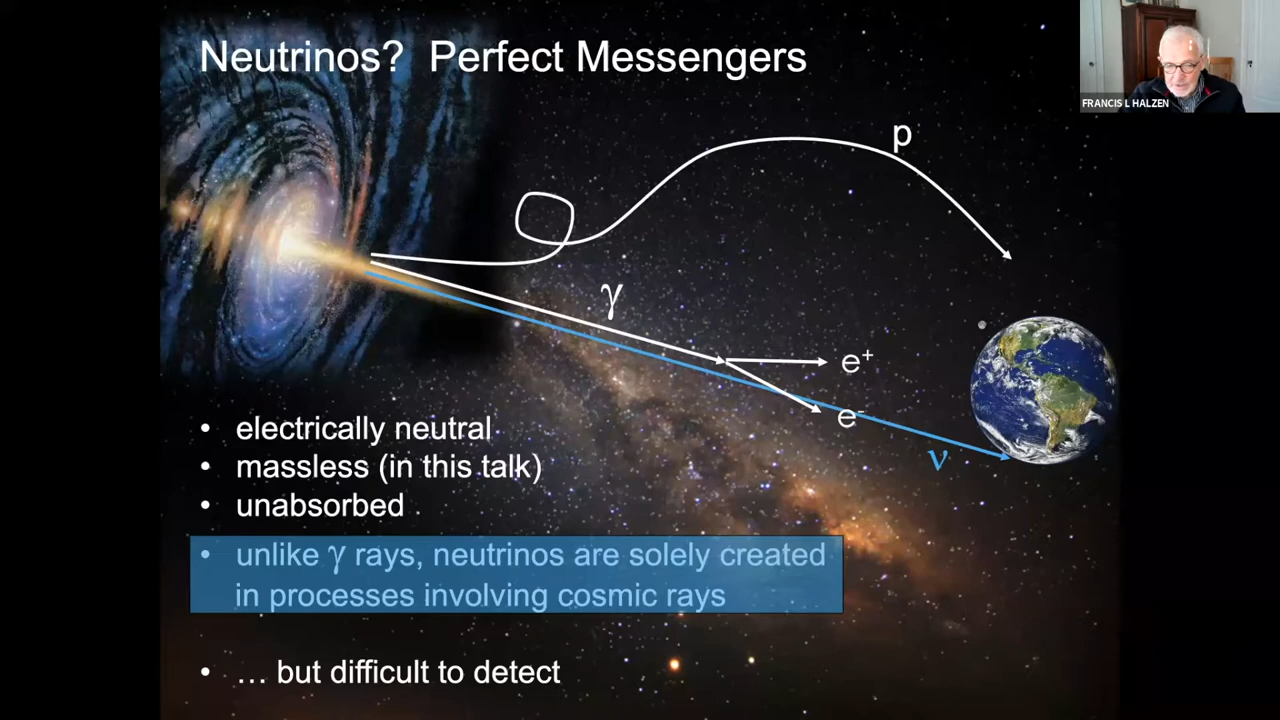 Neutrinos? Perfect Messengers
FRANCIS L HALZEN
p
γ
e⁺
e⁻
ν
• electrically neutral
• massless (in this talk)
• unabsorbed
• unlike γ rays, neutrinos are solely created
in processes involving cosmic rays
• … but difficult to detect